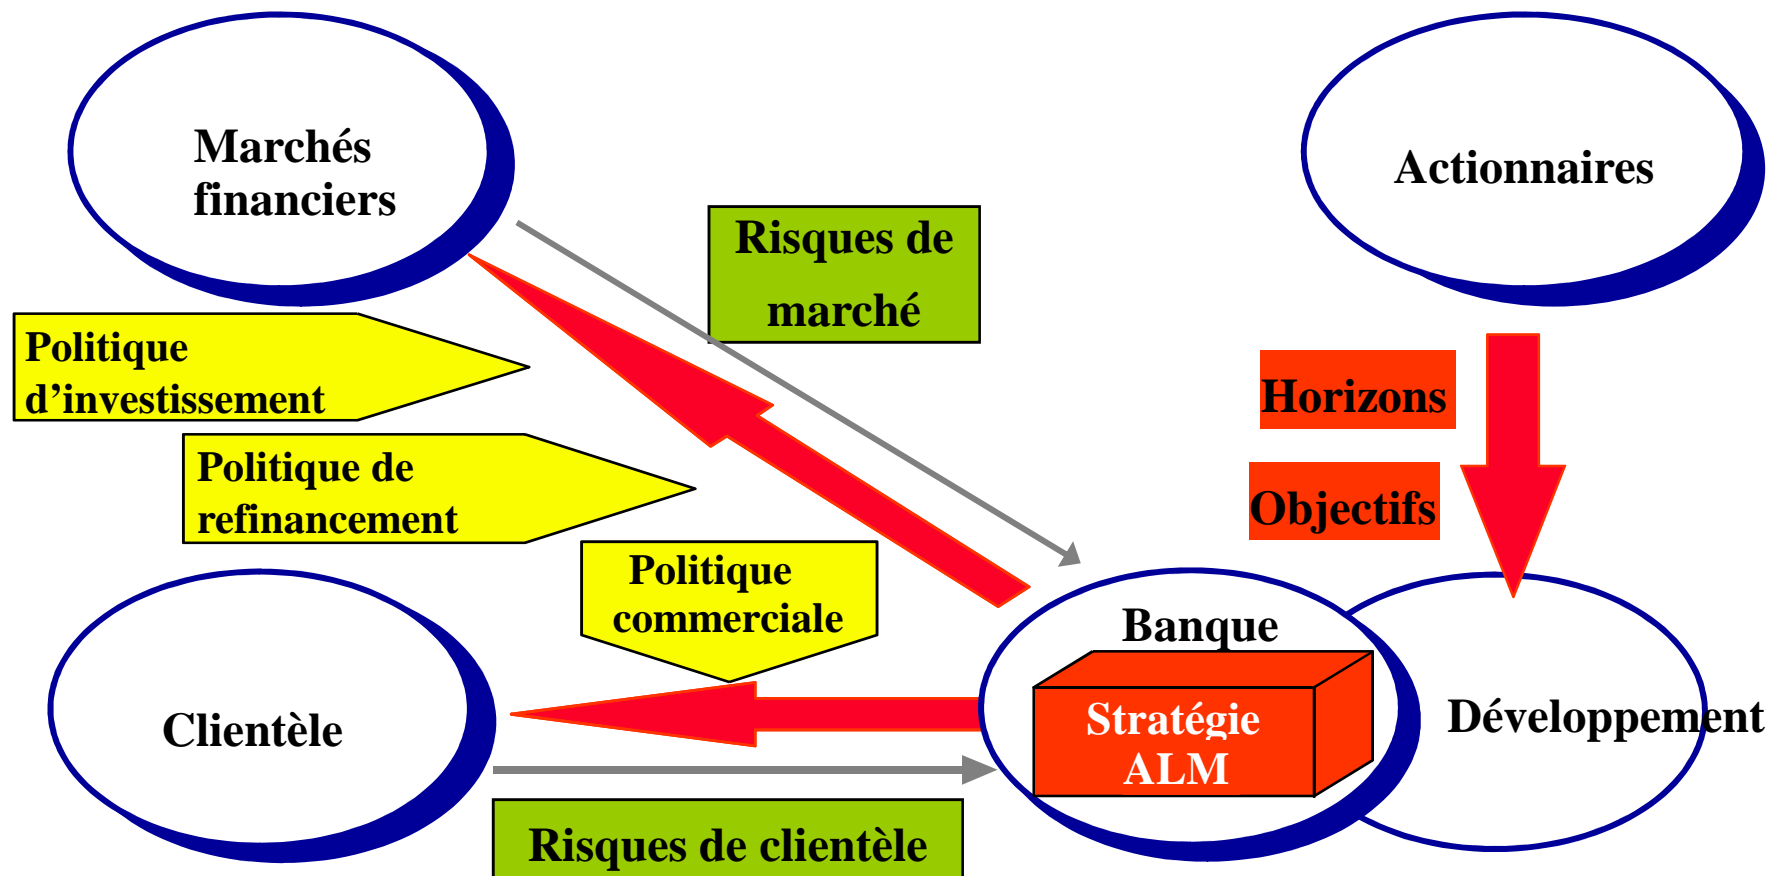 Marchés
financiers
Actionnaires
Risques de
marché
Politique
d’investissement
Horizons
Politique de
refinancement
Objectifs
Politique
commerciale
Banque
Clientèle
Stratégie
ALM
Développement
Risques de clientèle